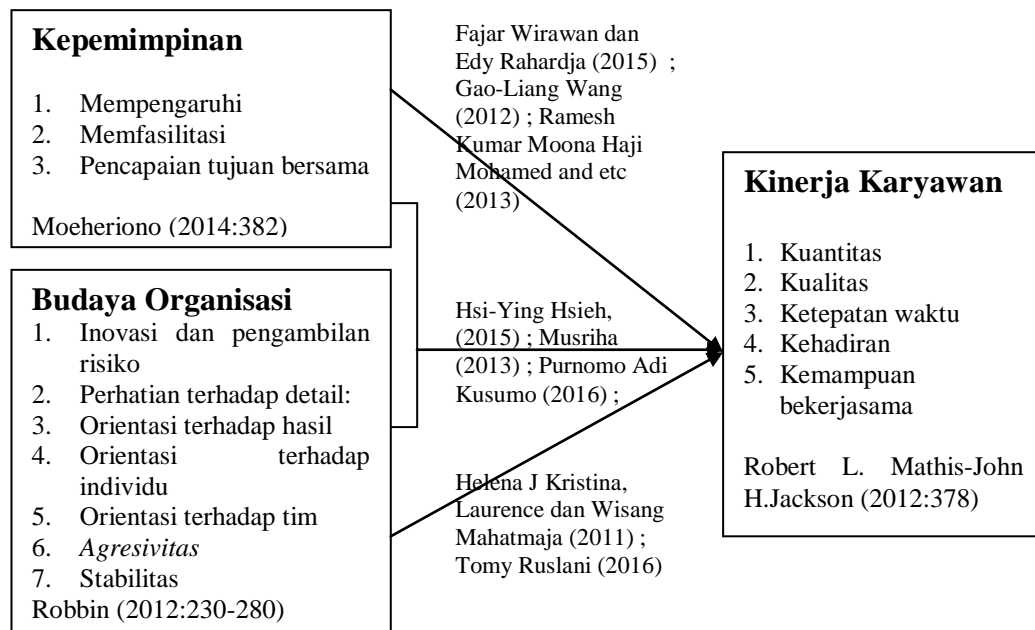 Kepemimpinan
1. Mempengaruhi
2. Memfasilitasi
3. Pencapaian tujuan bersama
Moeheriono (2014:382)
Budaya Organisasi
1. Inovasi dan pengambilan
risiko
2. Perhatian terhadap detail:
3. Orientasi terhadap hasil
4. Orientasi terhadap
individu
5. Orientasi terhadap tim
6. Agresivitas
7. Stabilitas
Robbin (2012:230-280)
Fajar Wirawan dan
Edy Rahardja (2015) ;
Gao-Liang Wang
(2012) ; Ramesh
Kumar Moona Haji
Mohamed and etc
(2013)
Hsi-Ying Hsieh,
(2015) ; Musriha
(2013) ; Purnomo Adi
Kusumo (2016) ;
Helena J Kristina,
Laurence dan Wisang
Mahatmaja (2011) ;
Tomy Ruslani (2016)
Kinerja Karyawan
1. Kuantitas
2. Kualitas
3. Ketepatan waktu
4. Kehadiran
5. Kemampuan
bekerjasama
Robert L. Mathis-John
H.Jackson (2012:378)